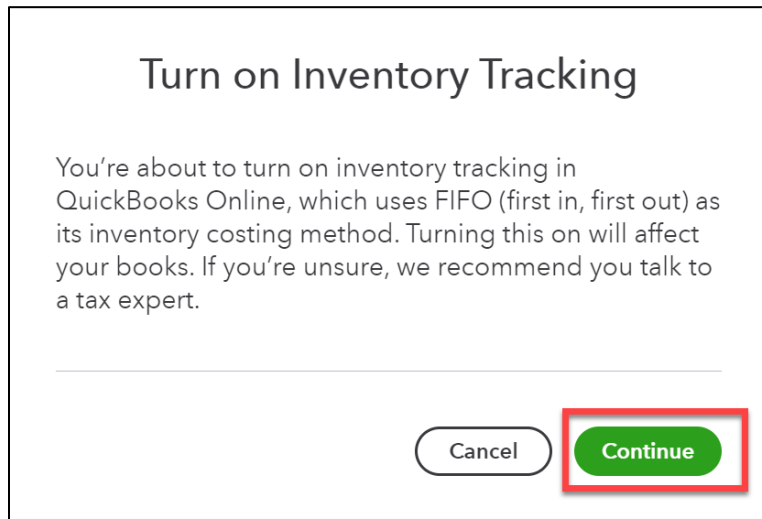 Turn on Inventory Tracking
You’re about to turn on inventory tracking in
QuickBooks Online, which uses FIFO (first in, first out) as
its inventory costing method. Turning this on will affect
your books. If you’re unsure, we recommend you talk to
a tax expert.
Cancel Continue